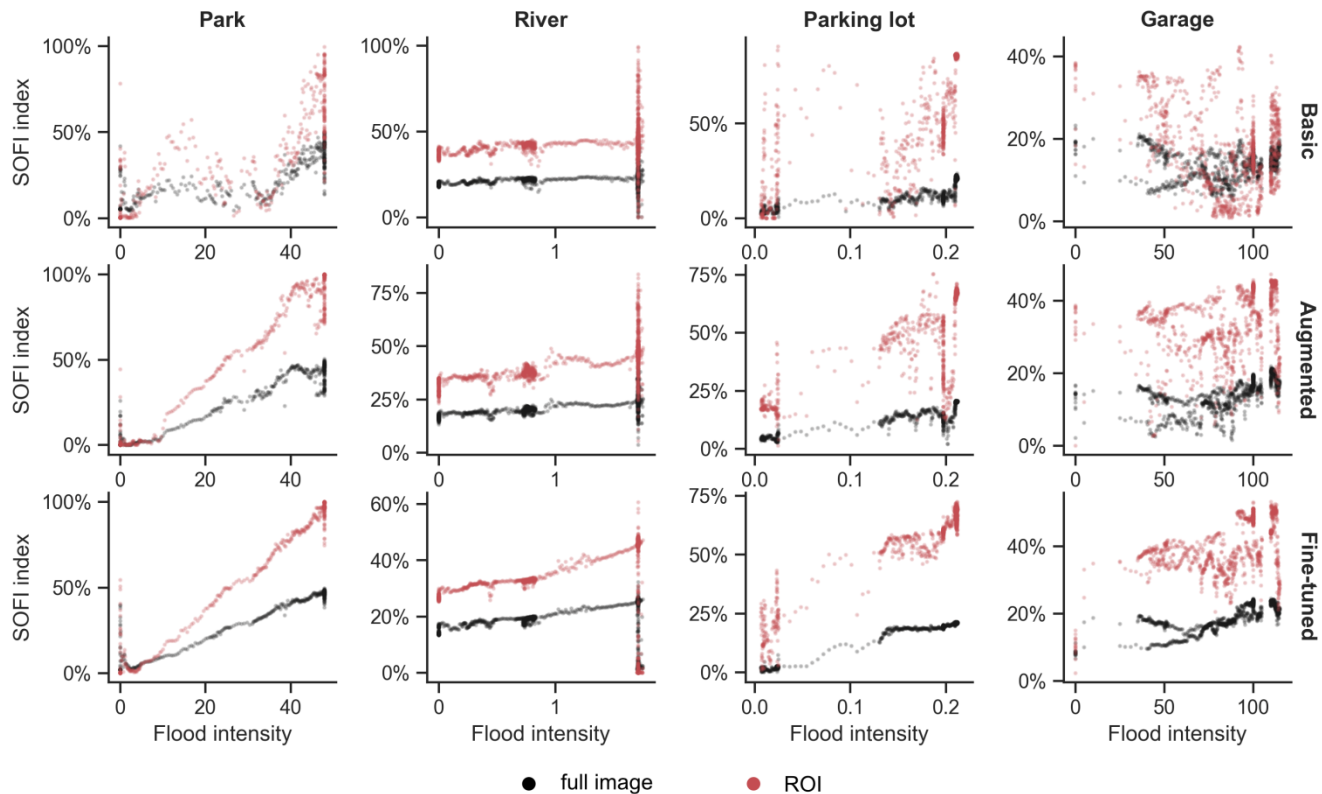 Park River Parking lot Garage
100% 100% 40%
50% 50% 50% 20%
0% 0% 0% 0%
SOFI index
Basic
0 20 40 0 1 0.0 0.1 0.2 0 50 100
100% 75% 75% 40%
50% 50% 50% 20%
25% 25%
0% 0% 0% 0%
SOFI index
Augmented
0 20 40 0 1 0.0 0.1 0.2 0 50 100
100% 60% 75% 40%
50% 40% 50% 20%
20% 25%
0% 0% 0% 0%
SOFI index
Fine-tuned
0 20 40 0 1 0.0 0.1 0.2 0 50 100
Flood intensity Flood intensity Flood intensity Flood intensity
full image ROI